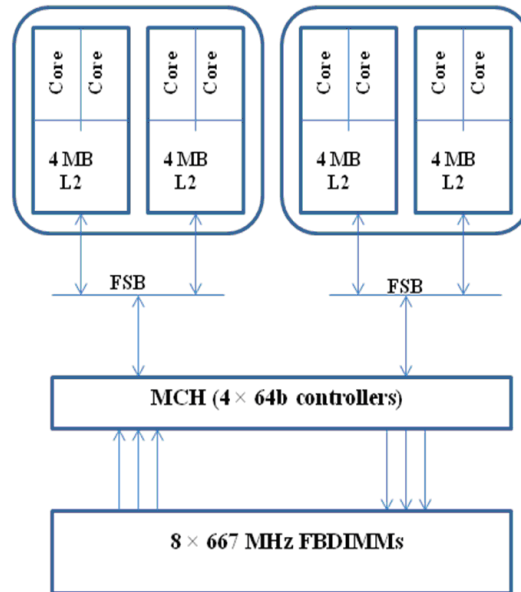 Core Core Core Core Core Core Core Core
4 MB 4 MB 4 MB 4 MB
L2 L2 L2 L2
FSB FSB
MCH (4 × 64b controllers)
8 × 667 MHz FBDIMMs